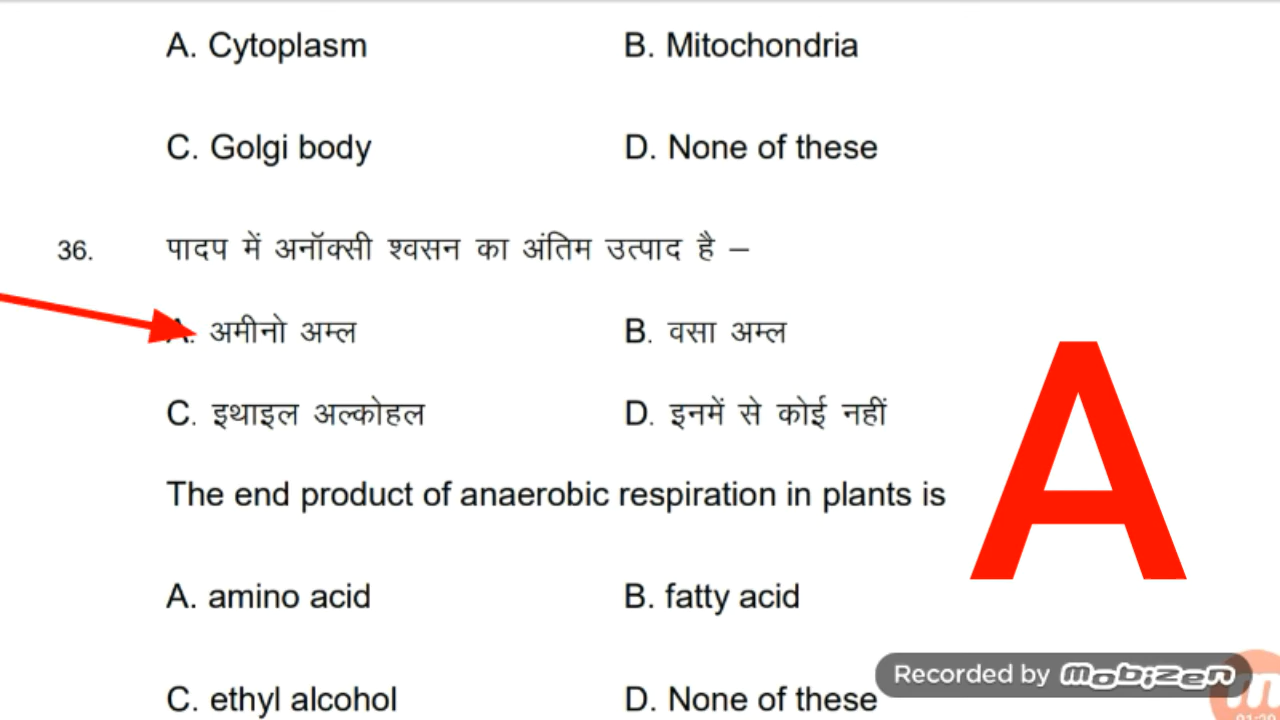 A. Cytoplasm B. Mitochondria
C. Golgi body D. None of these
36. पादप में अनॉक्सी श्वसन का अंतिम उत्पाद है –
A. अमीनो अम्ल B. वसा अम्ल
C. इथाइल अल्कोहल D. इनमें से कोई नहीं
A
The end product of anaerobic respiration in plants is
A. amino acid B. fatty acid
Recorded by mobizen
C. ethyl alcohol D. None of these